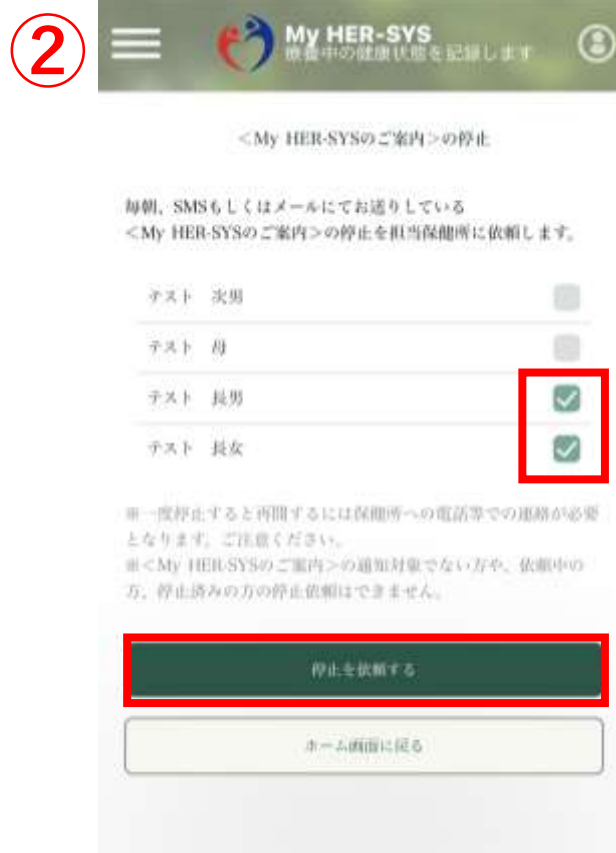 ②
My HER-SYS
療養中の健康状態を記録します
＜My HER-SYSのご案内＞の停止
毎朝、SMSもしくはメールにてお送りしている
＜My HER-SYSのご案内＞の停止を担当保健所に依頼します。
テスト 次男
テスト 母
テスト 長男
テスト 長女
※一度停止すると再開するには保健所への電話等での連絡が必要
となります。ご注意ください。
※＜My HER-SYSのご案内＞の通知対象でない方や、依頼中の
方、停止済みの方の停止依頼はできません。
停止を依頼する
ホーム画面に戻る